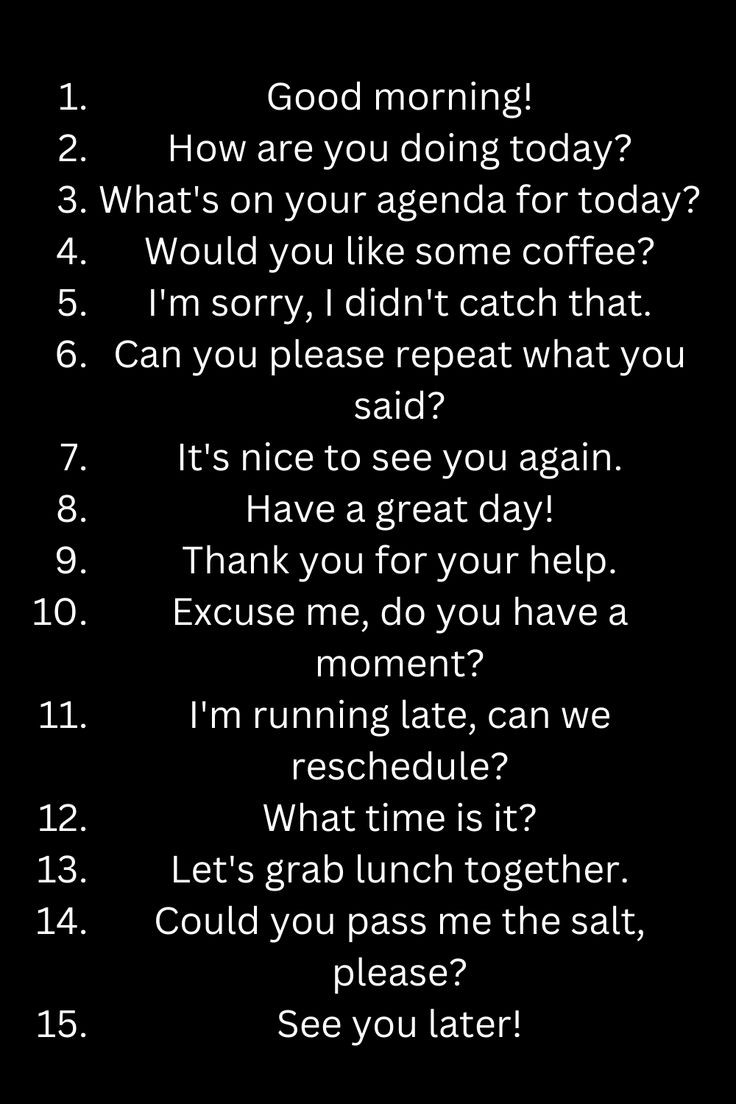 1. Good morning!
2. How are you doing today?
3. What's on your agenda for today?
4. Would you like some coffee?
5. I'm sorry, I didn't catch that.
6. Can you please repeat what you
said?
7. It's nice to see you again.
8. Have a great day!
9. Thank you for your help.
10. Excuse me, do you have a
moment?
11. I'm running late, can we
reschedule?
12. What time is it?
13. Let's grab lunch together.
14. Could you pass me the salt,
please?
15. See you later!